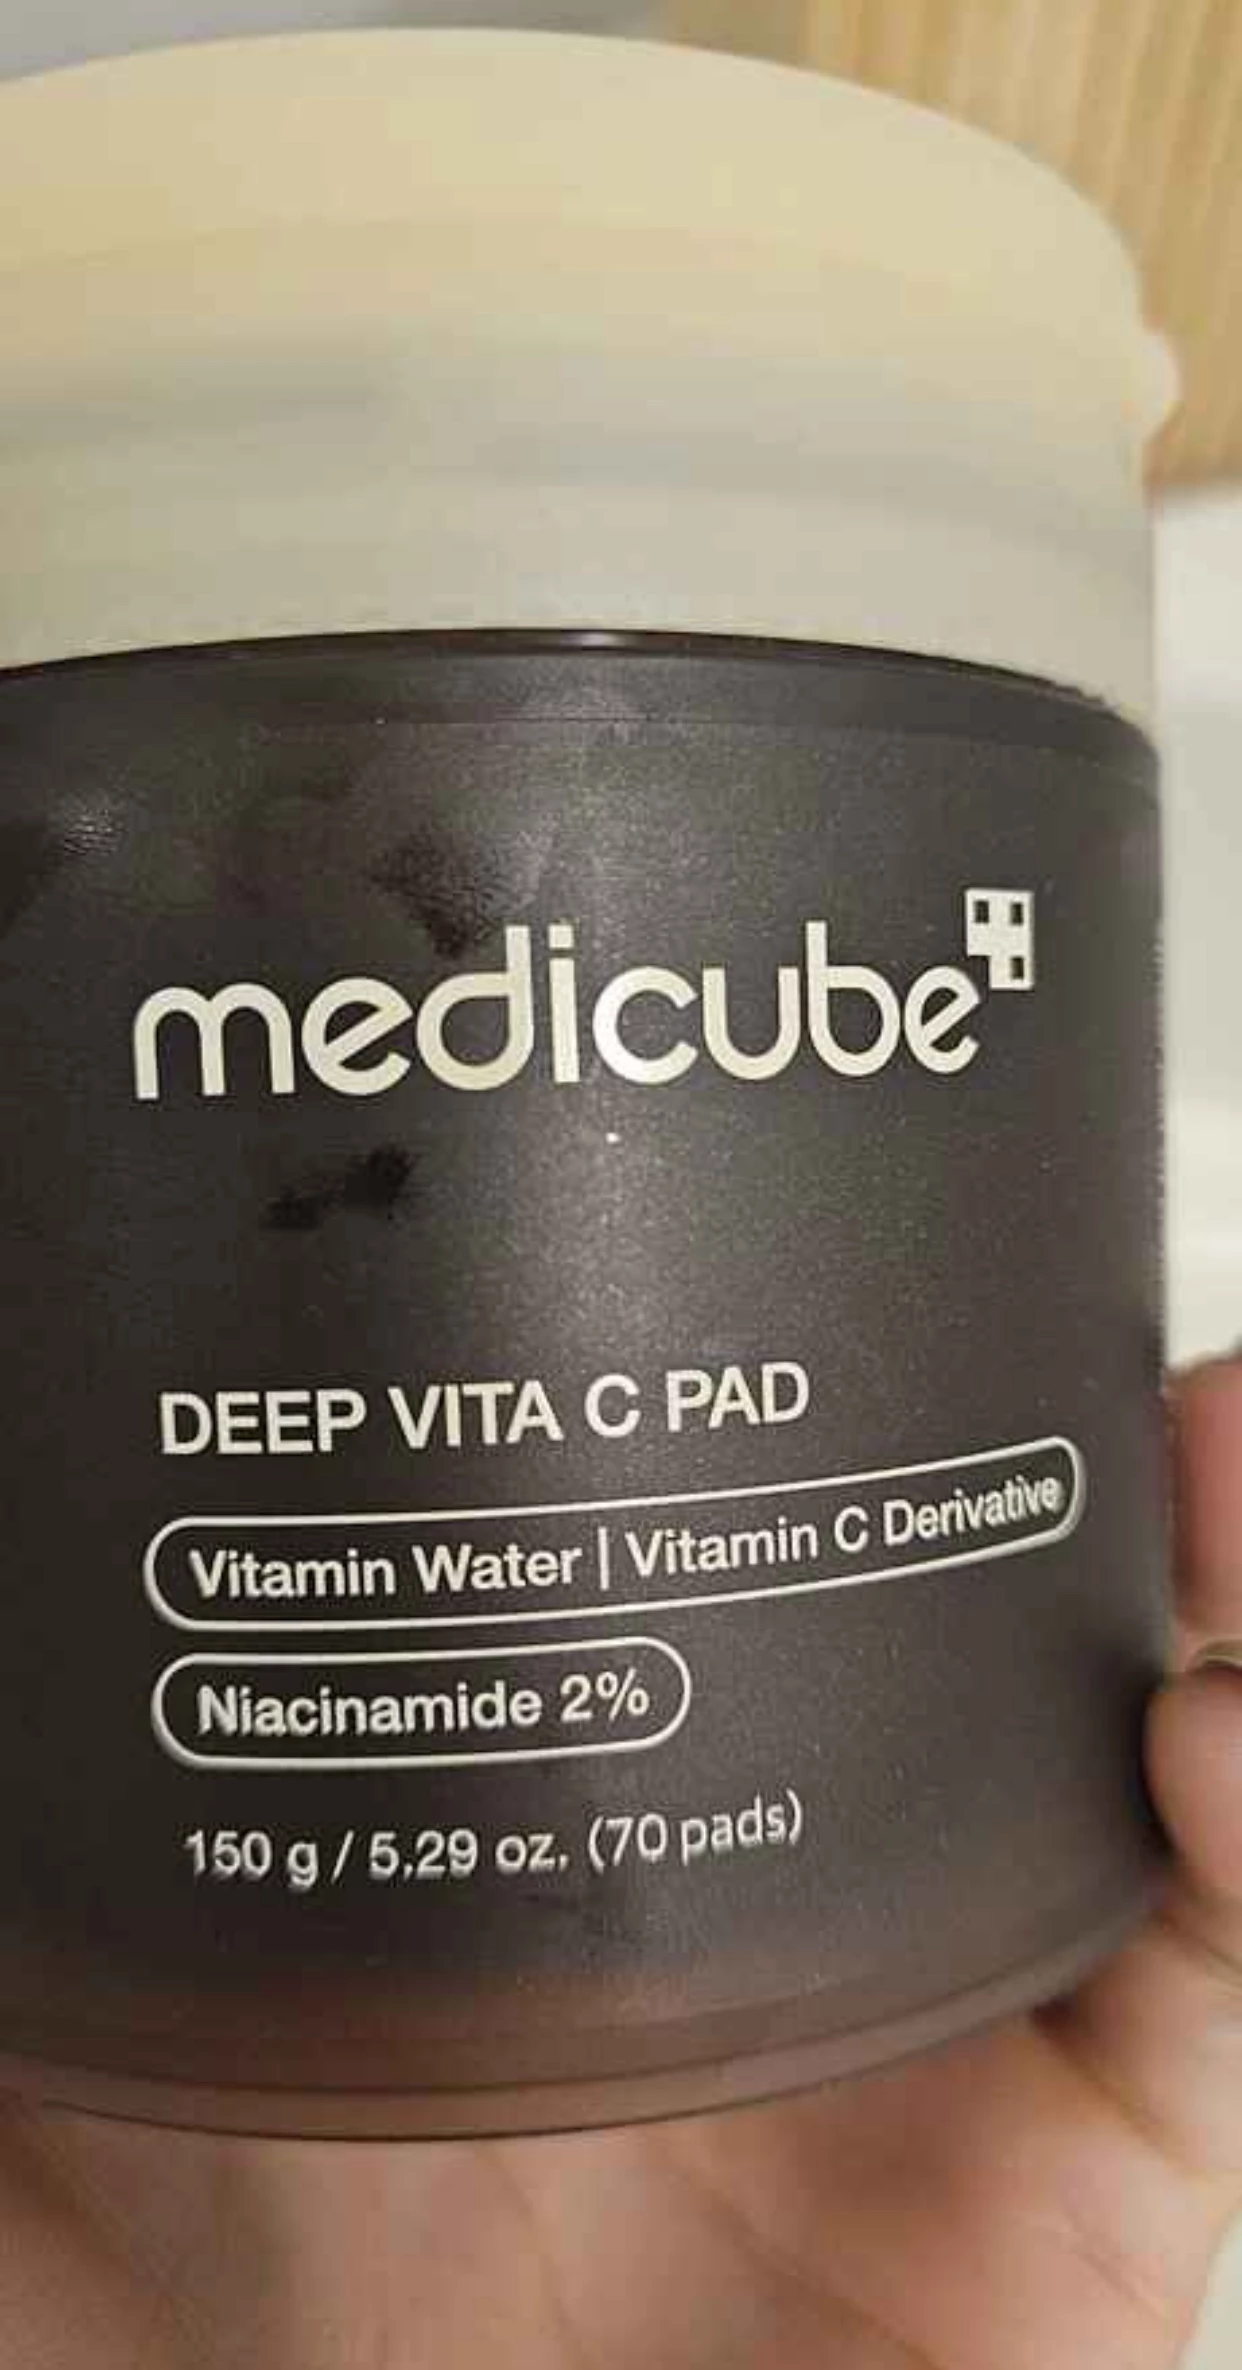 medicube
DEEP VITA C PAD
Vitamin Water | Vitamin C Derivative
Niacinamide 2%
150 g / 5.29 oz. (70 pads)